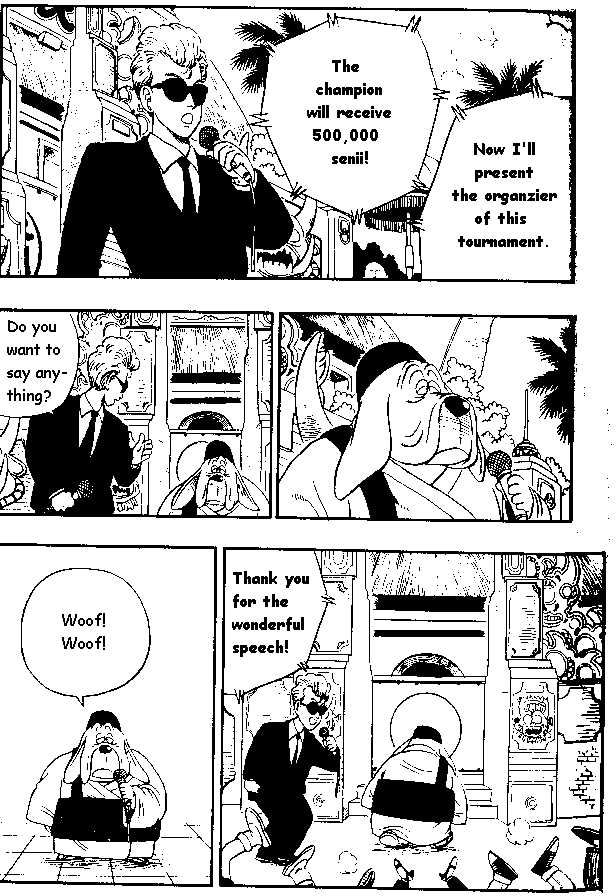 The
champion
will receive
500,000
senii!
Now I'll
present
the organzier
of this
tournament.
Do you
want to
say any-
thing?
Woof!
Woof!
Thank you
for the
wonderful
speech!